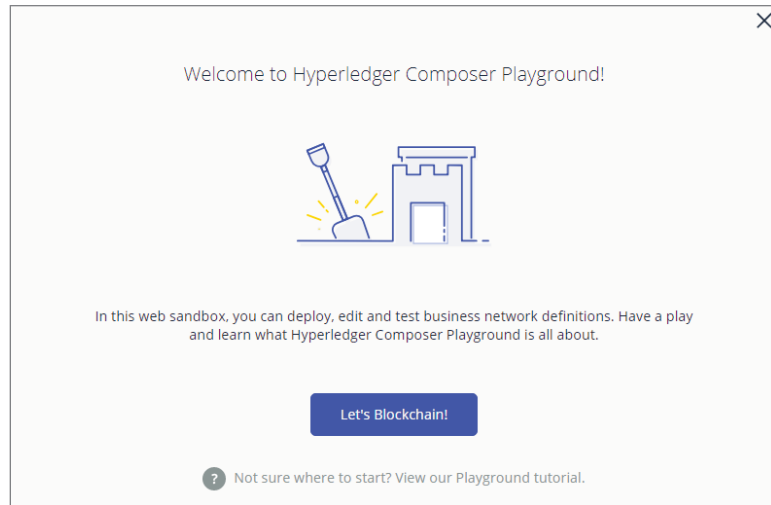 Welcome to Hyperledger Composer Playground!
In this web sandbox, you can deploy, edit and test business network definitions. Have a play
and learn what Hyperledger Composer Playground is all about.
Let's Blockchain!
? Not sure where to start? View our Playground tutorial.